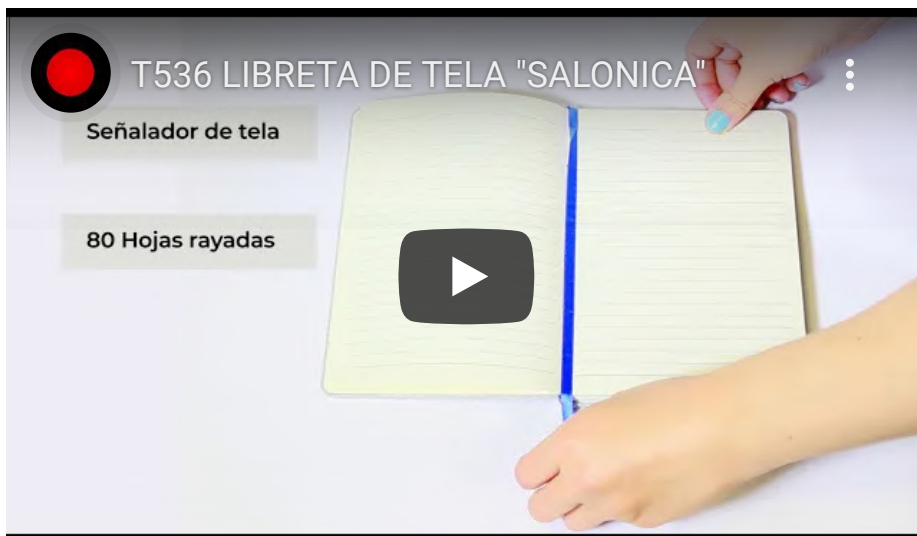 T536 LIBRETA DE TELA "SALONICA"
Señalador de tela
80 Hojas rayadas